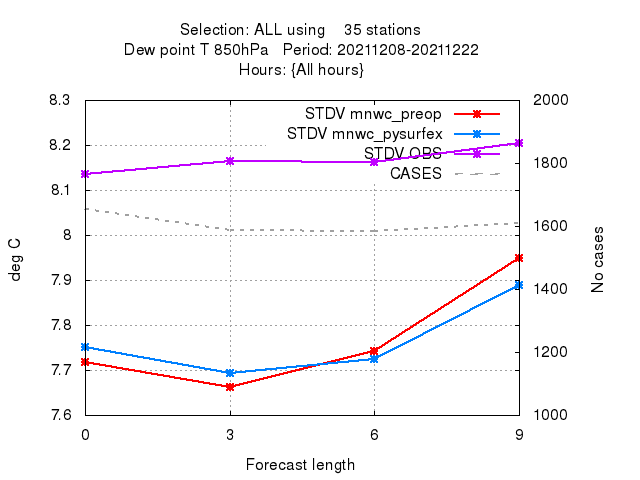 Selection: ALL using    35 stations
Dew point T 850hPa   Period: 20211208-20211222
Hours: {All hours}
8.3
8.2
8.1
8
7.9
7.8
7.7
7.6
2000
1800
1600
1400
1200
1000
STDV mnwc_preop
STDV mnwc_pysurfex
STDV OBS
CASES
deg C
No cases
0 3 6 9
Forecast length